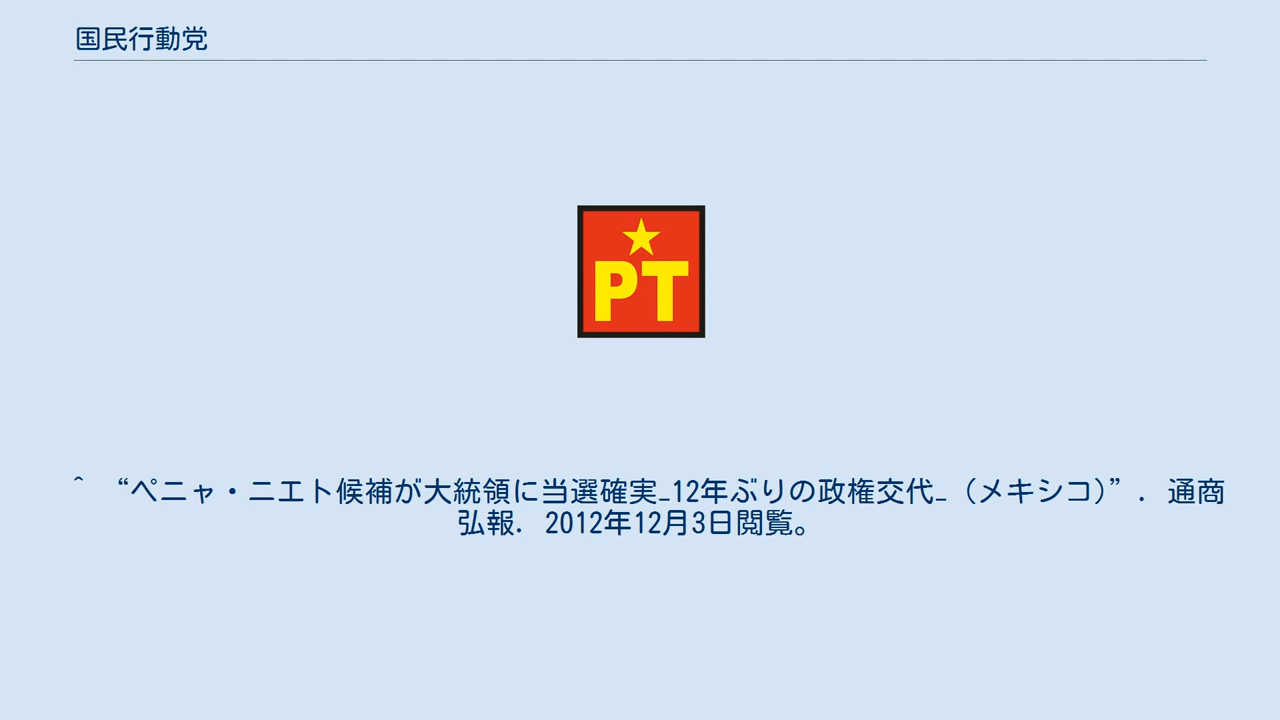 国民行動党
PT
^ “ペニャ・ニエト候補が大統領に当選確実_12年ぶりの政権交代_（メキシコ)”. 通商
弘報. 2012年12月3日閲覧。